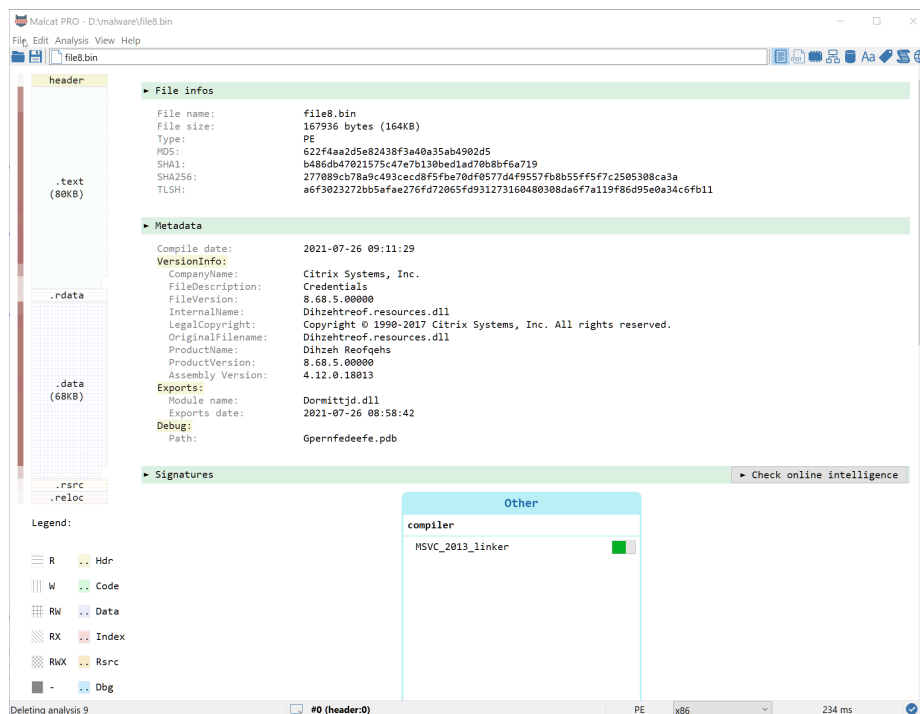 Malcat PRO - D:\malware\file8.bin
File Edit Analysis View Help
file8.bin
header
.text
(80KB)
.rdata
.data
(68KB)
.rsrc
.reloc
Legend:
R .. Hdr
W .. Code
RW .. Data
RX .. Index
RWX .. Rsrc
- .. Dbg
► File infos
File name: file8.bin
File size: 167936 bytes (164KB)
Type: PE
MD5: 622f4aa2d5e82438f3a40a35ab4902d5
SHA1: b486db47021575c47e7b130bed1ad70b8bf6a719
SHA256: 277089cb78a9c493cecd8f5fbe70df0577d4f9557fb8b55ff5f7c2505308ca3a
TLSH: a6f3023272bb5afae276fd72065fd931273160480308da6f7a119f86d95e0a34c6fb11
► Metadata
Compile date: 2021-07-26 09:11:29
VersionInfo:
CompanyName: Citrix Systems, Inc.
FileDescription: Credentials
FileVersion: 8.68.5.00000
InternalName: Dihzehtreof.resources.dll
LegalCopyright: Copyright © 1990-2017 Citrix Systems, Inc. All rights reserved.
OriginalFilename: Dihzehtreof.resources.dll
ProductName: Dihzeh Reofqehs
ProductVersion: 8.68.5.00000
Assembly Version: 4.12.0.18013
Exports:
Module name: Dormittjd.dll
Exports date: 2021-07-26 08:58:42
Debug:
Path: Gpernfedeefe.pdb
► Signatures
► Check online intelligence
Other
compiler
MSVC_2013_linker
Deleting analysis 9
#0 (header:0)
PE
x86
234 ms